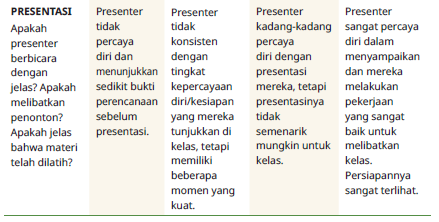 PRESENTASI
Apakah
presenter
berbicara
dengan
jelas? Apakah
melibatkan
penonton?
Apakah jelas
bahwa materi
telah dilatih?
Presenter
tidak
percaya
diri dan
menunjukkan
sedikit bukti
perencanaan
sebelum
presentasi.
Presenter
tidak
konsisten
dengan
tingkat
kepercayaan
diri/kesiapan
yang mereka
tunjukkan di
kelas, tetapi
memiliki
beberapa
momen yang
kuat.
Presenter
kadang-kadang
percaya
diri dengan
presentasi
mereka, tetapi
presentasinya
tidak
semenarik
mungkin untuk
kelas.
Presenter
sangat percaya
diri dalam
menyampaikan
dan mereka
melakukan
pekerjaan
yang sangat
baik untuk
melibatkan
kelas.
Persiapannya
sangat terlihat.